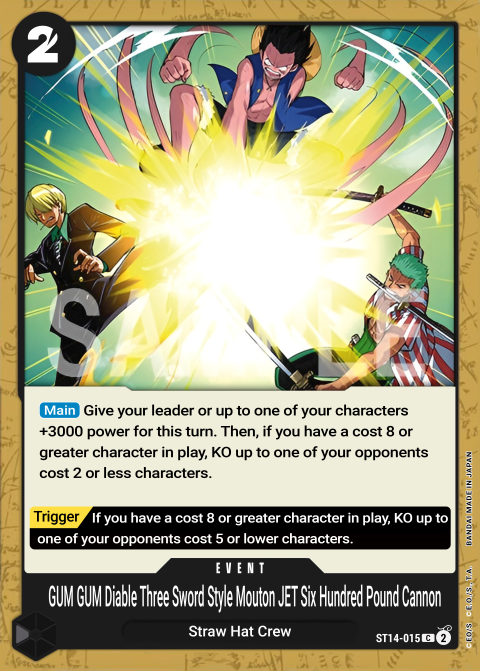 2
SAMPLE
Main Give your leader or up to one of your characters
+3000 power for this turn. Then, if you have a cost 8 or
greater character in play, KO up to one of your opponents
cost 2 or less characters.
Trigger If you have a cost 8 or greater character in play, KO up to
one of your opponents cost 5 or lower characters.
EVENT
GUM GUM Diable Three Sword Style Mouton JET Six Hundred Pound Cannon
Straw Hat Crew
ST14-015 C 2
©E.O/S. ©E.O./S.,T.A. BANDAI MADE IN JAPAN